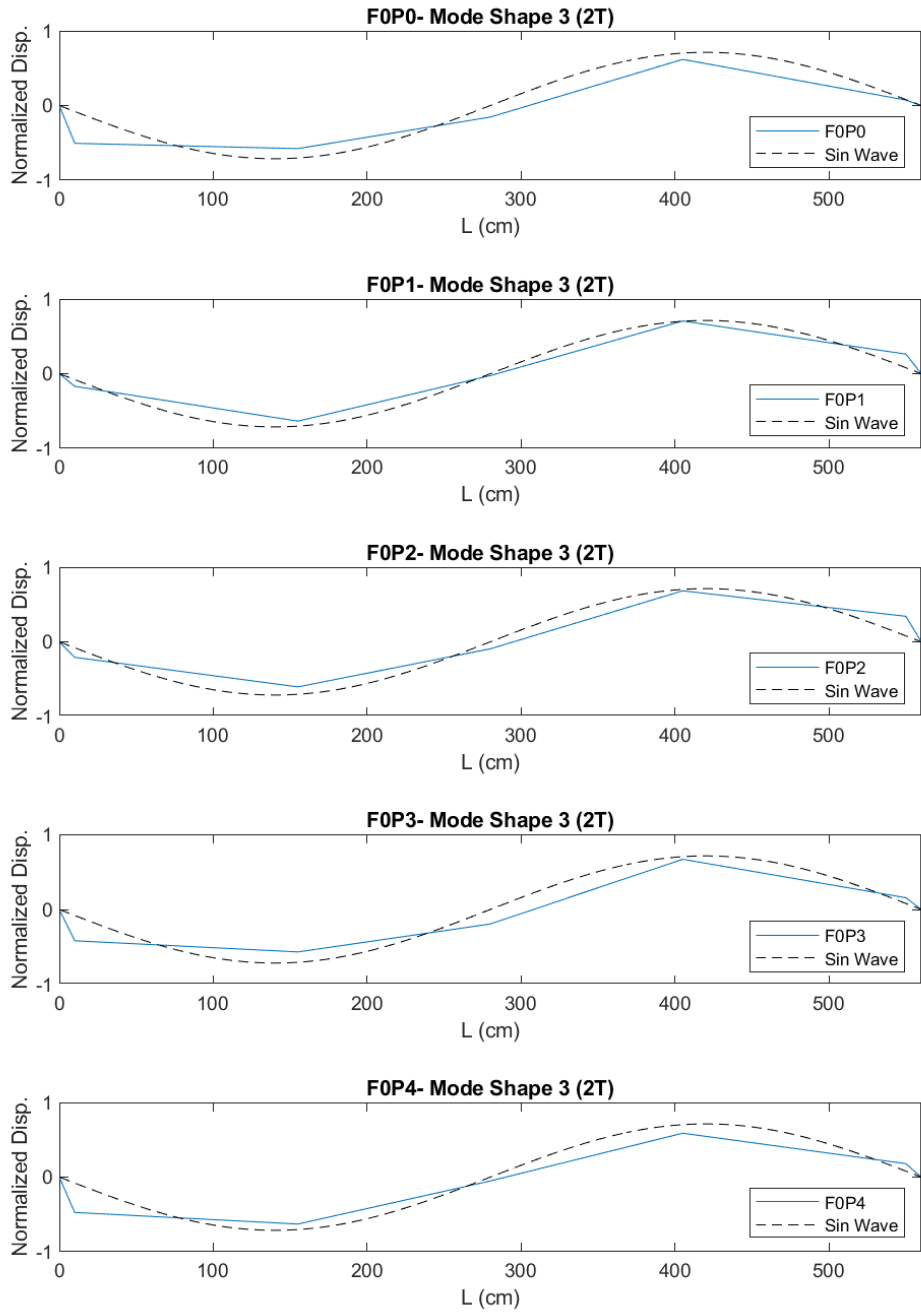 F0P0- Mode Shape 3 (2T)
Normalized Disp.
1
0
-1
0 100 200 300 400 500
L (cm)
F0P0
Sin Wave
F0P1- Mode Shape 3 (2T)
Normalized Disp.
1
0
-1
0 100 200 300 400 500
L (cm)
F0P1
Sin Wave
F0P2- Mode Shape 3 (2T)
Normalized Disp.
1
0
-1
0 100 200 300 400 500
L (cm)
F0P2
Sin Wave
F0P3- Mode Shape 3 (2T)
Normalized Disp.
1
0
-1
0 100 200 300 400 500
L (cm)
F0P3
Sin Wave
F0P4- Mode Shape 3 (2T)
Normalized Disp.
1
0
-1
0 100 200 300 400 500
L (cm)
F0P4
Sin Wave